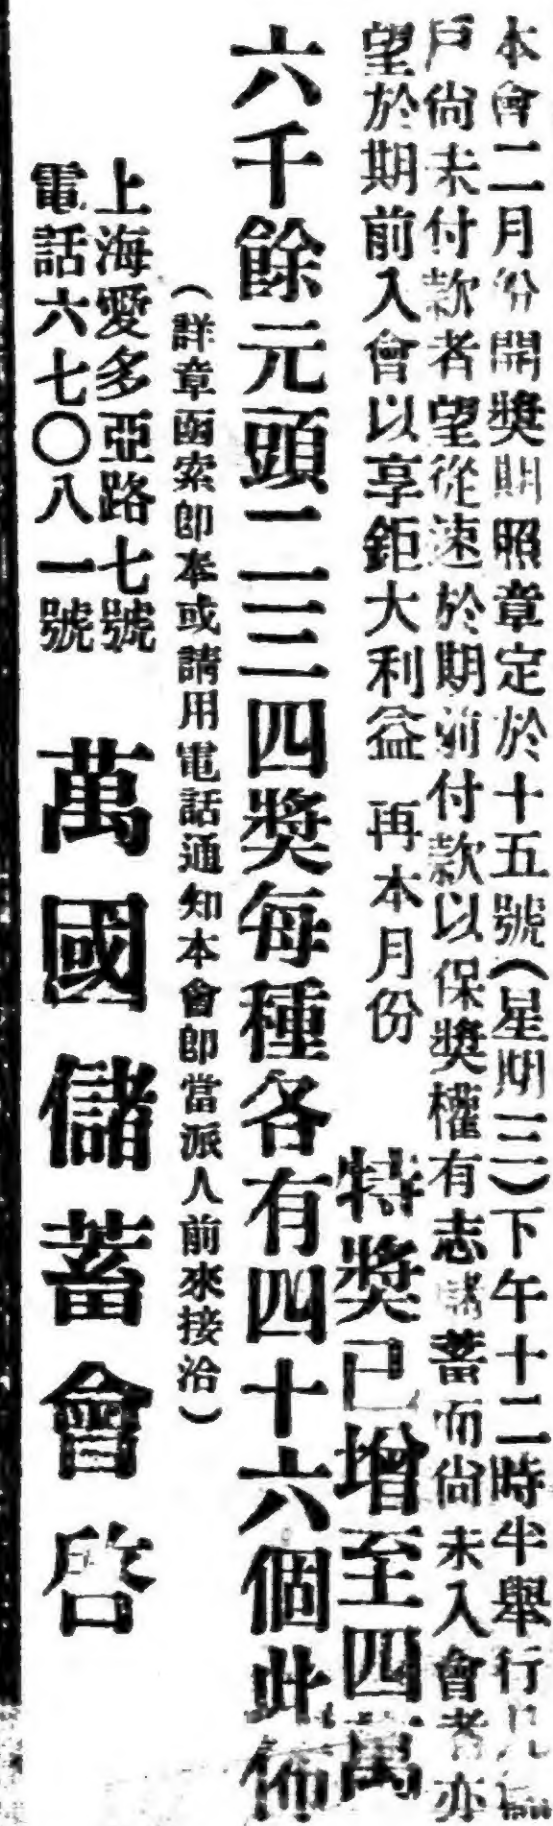 本會二月份開獎期照章定於十五號(星期三)下午十二時半舉行凡
戶尙未付款者望從速於期前付款以保獎權有志儲蓄而尙未入會者亦
望於期前入會以享鉅大利益 再本月份
特獎已增至四萬
六千餘元頭二三四獎每種各有四十六個此佈
(詳章函索卽奉或請用電話通知本會卽當派人前來接洽)
上海愛多亞路七號
電話六七〇八一號
萬國儲蓄會啓